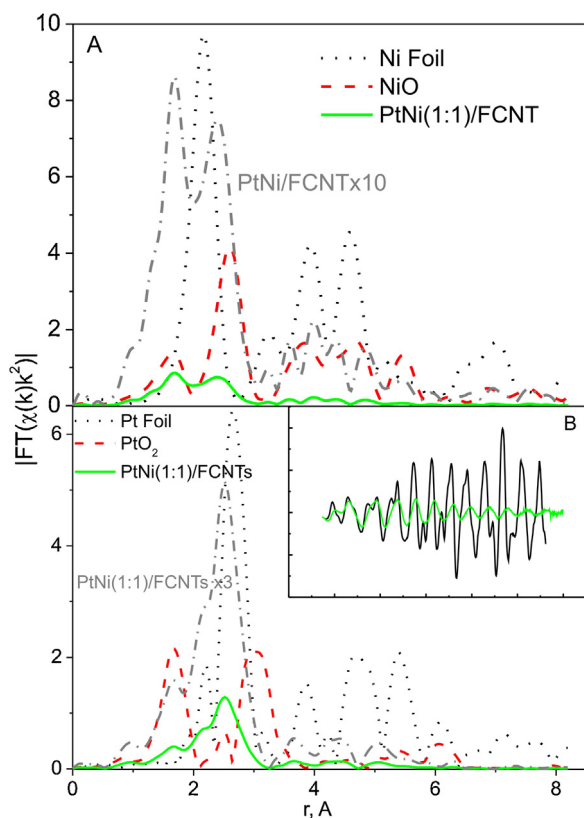 10
A
Ni Foil
NiO
PtNi(1:1)/FCNT
8
PtNi/FCNTx10
6
4
2
0
|FT(χ(k)k²)|
Pt Foil
PtO₂
PtNi(1:1)/FCNTs
B
6
4
PtNi(1:1)/FCNTs x3
2
0
0 2 4 6 8
r, A